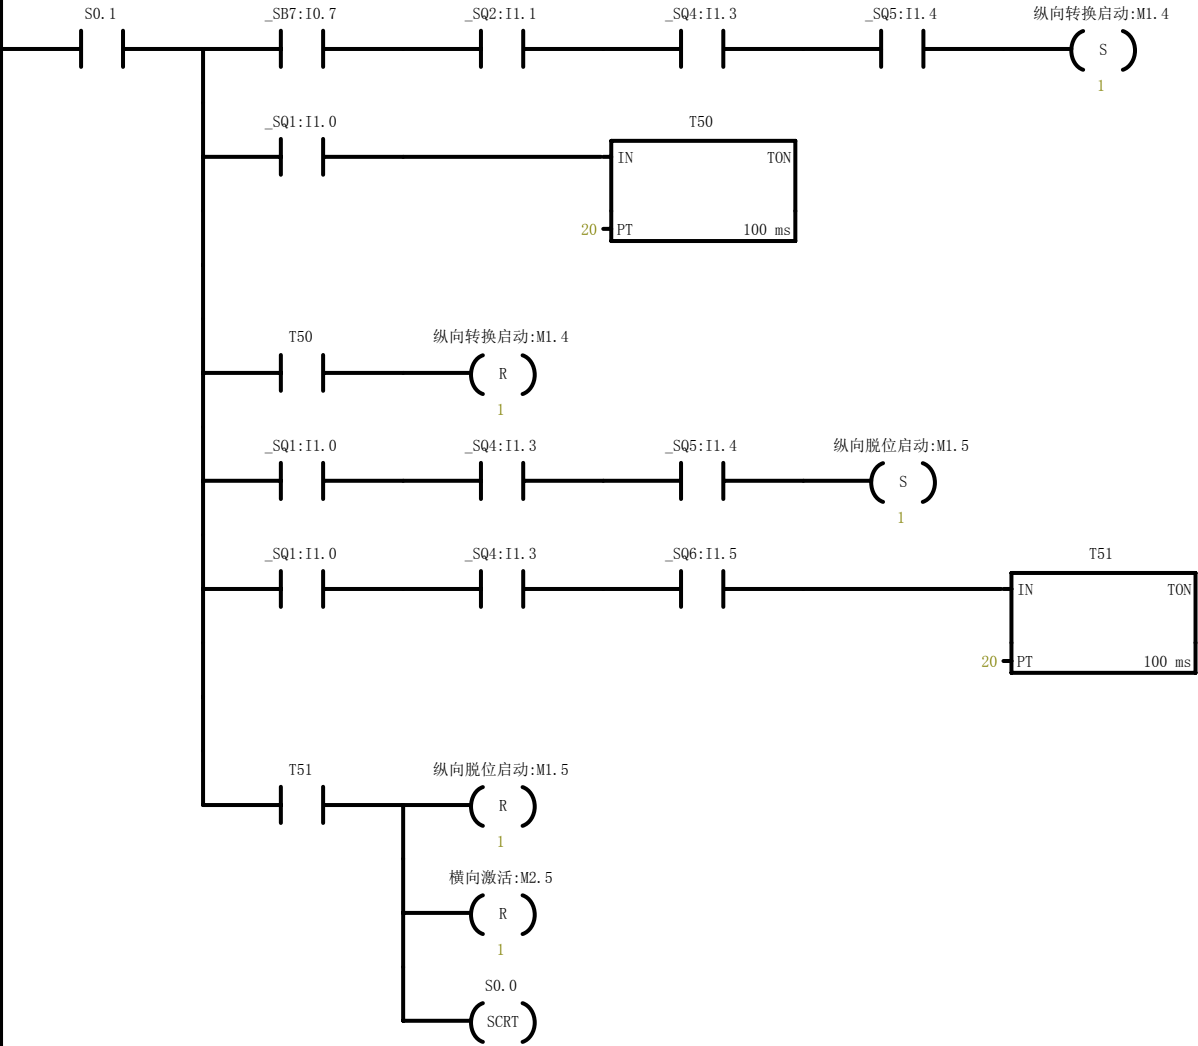 S0.1 _SB7:I0.7 _SQ2:I1.1 _SQ4:I1.3 _SQ5:I1.4 纵向转换启动:M1.4
S
1
_SQ1:I1.0 T50
IN TON
20 PT 100 ms
T50 纵向转换启动:M1.4
R
1
_SQ1:I1.0 _SQ4:I1.3 _SQ5:I1.4 纵向脱位启动:M1.5
S
1
_SQ1:I1.0 _SQ4:I1.3 _SQ6:I1.5 T51
IN TON
20 PT 100 ms
T51 纵向脱位启动:M1.5
R
1
横向激活:M2.5
R
1
S0.0
SCRT